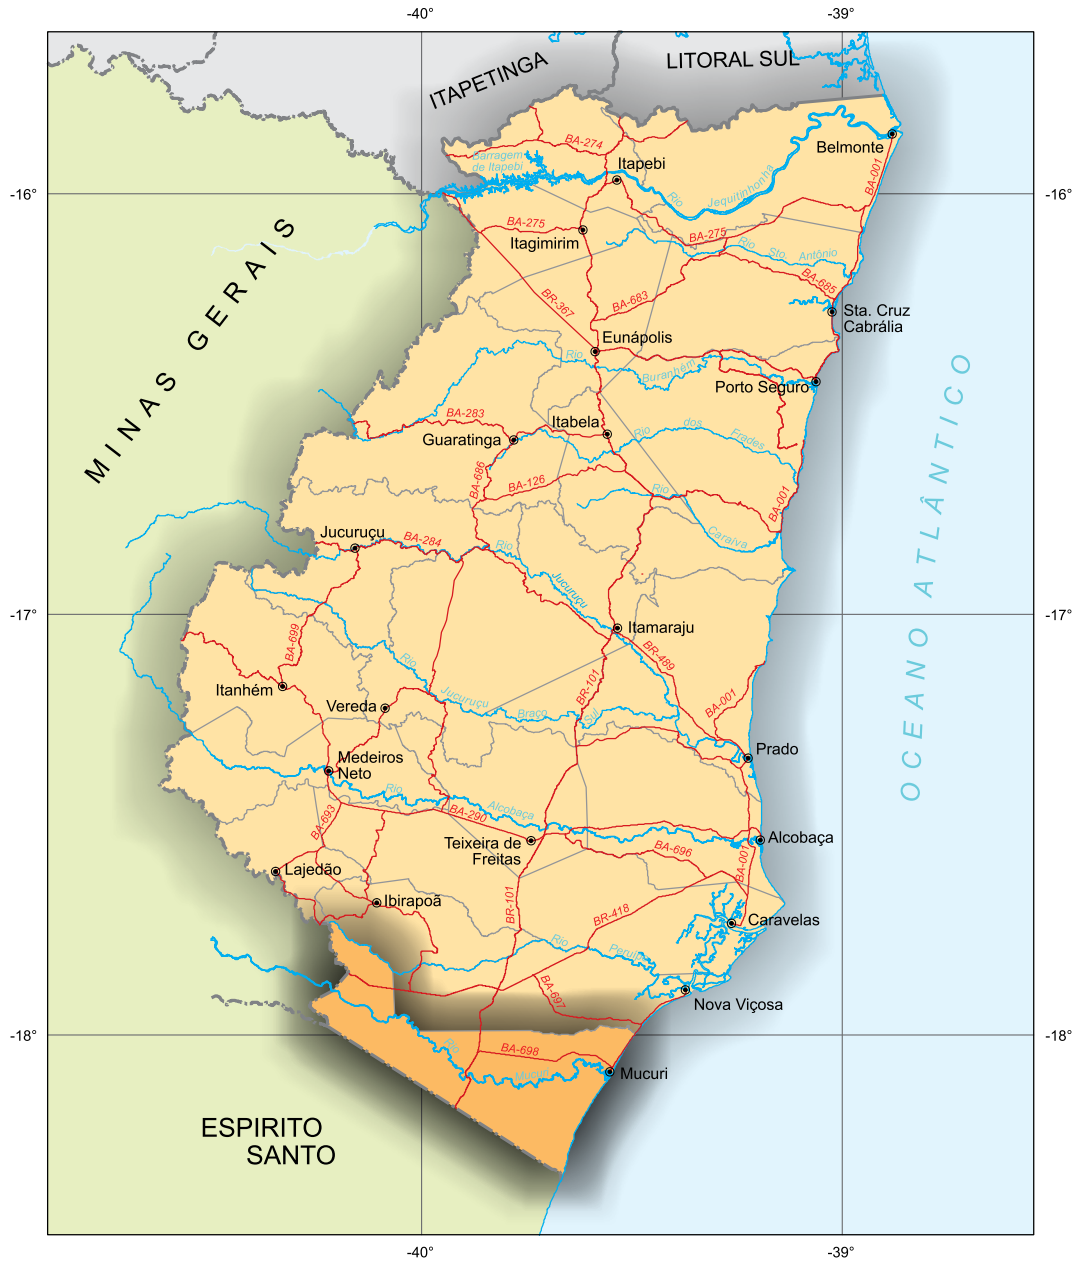 -40°
-39°
ITAPETINGA
LITORAL SUL
BA-274
Belmonte
Barragem
de Itapebi
Itapebi
BA-001
-16°
-16°
Rio
Jequitinhonha
MINAS GERAIS
BA-275
Itagimirim
BA-275
Rio
Sto.
Antônio
BR-367
BA-683
BA-685
Sta. Cruz
Cabrália
Eunápolis
Rio
Buranhém
Porto Seguro
OCEANO ATLÂNTICO
BA-283
Guaratinga
Itabela
Rio
dos
Frades
BA-686
BA-126
Rio
BA-001
Caraíva
Jucuruçu
BA-284
Rio
Jucuruçu
-17°
-17°
BA-699
Itamaraju
BR-489
Rio
Itanhém
Jucuruçu
Braço
Sul
BR-101
BA-001
Vereda
Medeiros
Neto
Prado
Rio
Alcobaça
BA-693
BA-290
Teixeira de
Freitas
BA-696
Alcobaça
BA-001
Lajedão
Ibirapoã
BR-101
BR-418
Caravelas
Rio
Peruípe
BA-697
Nova Viçosa
-18°
-18°
Rio
BA-698
Mucuri
Mucuri
ESPIRITO
SANTO
-40°
-39°